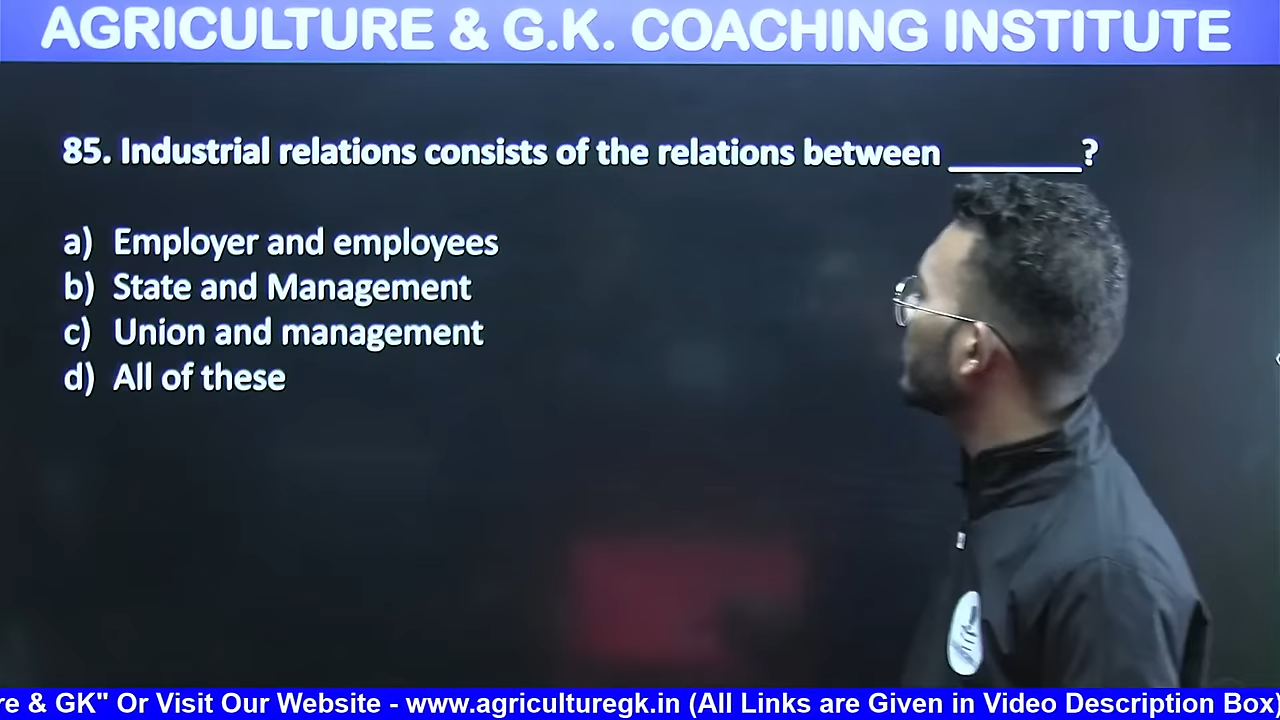 AGRICULTURE & G.K. COACHING INSTITUTE
85. Industrial relations consists of the relations between ________?
a) Employer and employees
b) State and Management
c) Union and management
d) All of these
re & GK" Or Visit Our Website - www.agriculturegk.in (All Links are Given in Video Description Box)